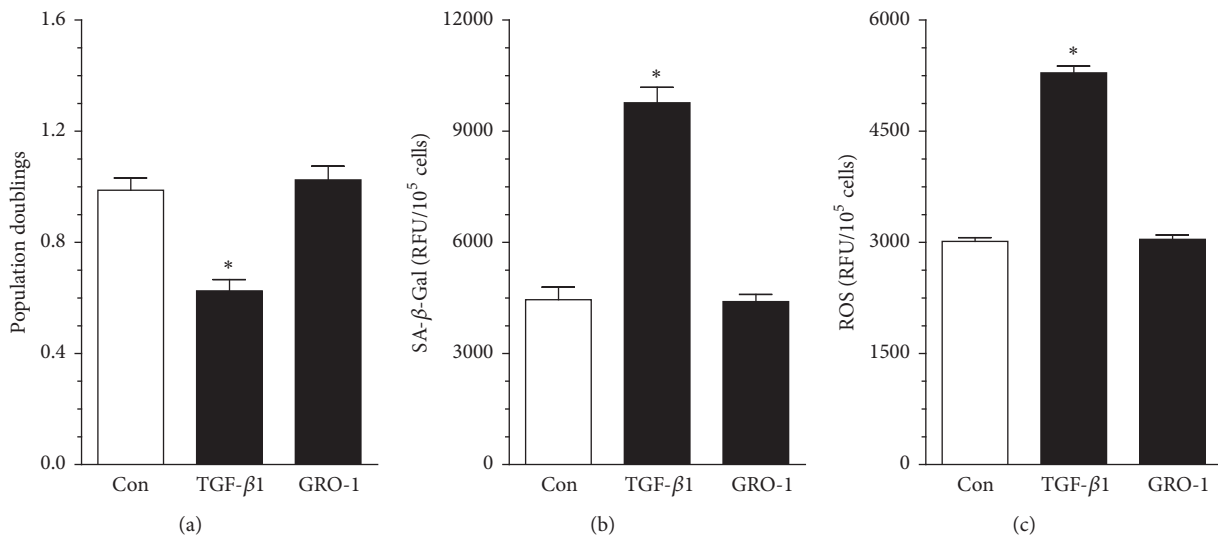 Population doublings
1.6
1.2
0.8
0.4
0.0
*
Con
TGF-β1
GRO-1
(a)
SA-β-Gal (RFU/10⁵ cells)
12000
9000
6000
3000
0
*
Con
TGF-β1
GRO-1
(b)
ROS (RFU/10⁵ cells)
6000
4500
3000
1500
0
*
Con
TGF-β1
GRO-1
(c)